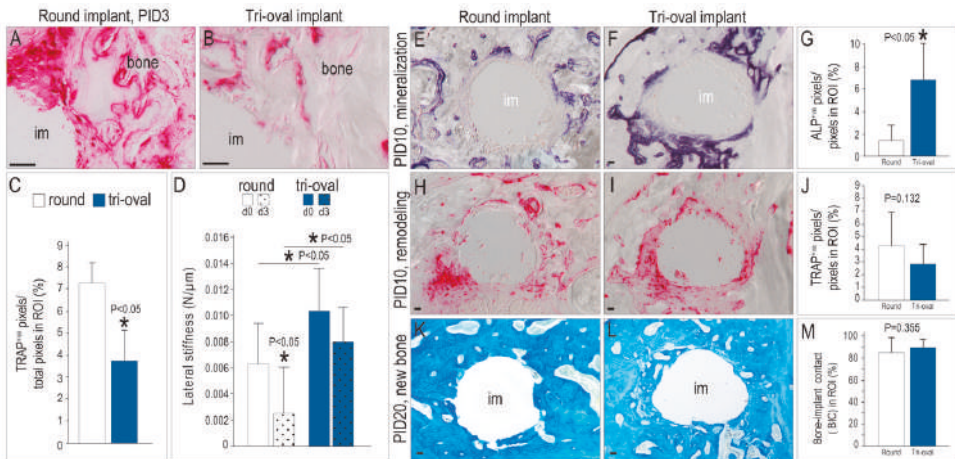 Round implant, PID3
Tri-oval implant
Round implant
Tri-oval implant
A
bone
im
B
bone
im
PID10, mineralization
E
im
F
im
G
P<0.05
*
ALP+ve pixels/
pixels in ROI (%)
10
8
6
4
2
0
Round
Tri-oval
C
round
tri-oval
TRAP+ve pixels/
total pixels in ROI (%)
9
8
7
6
5
4
3
2
1
0
P<0.05
*
D
round
tri-oval
d0
d3
d0
d3
Lateral stiffness (N/µm)
0.016
0.014
0.012
0.010
0.008
0.006
0.004
0.002
0.0
* P<0.05
* P<0.05
P<0.05
*
PID10, remodeling
H
I
J
P=0.132
TRAP+ve pixels/
pixels in ROI (%)
10
8
6
4
2
0
Round
Tri-oval
PID20, new bone
K
im
L
im
M
P=0.355
Bone-implant contact
(BIC) in ROI (%)
100
80
60
40
20
0
Round
Tri-oval